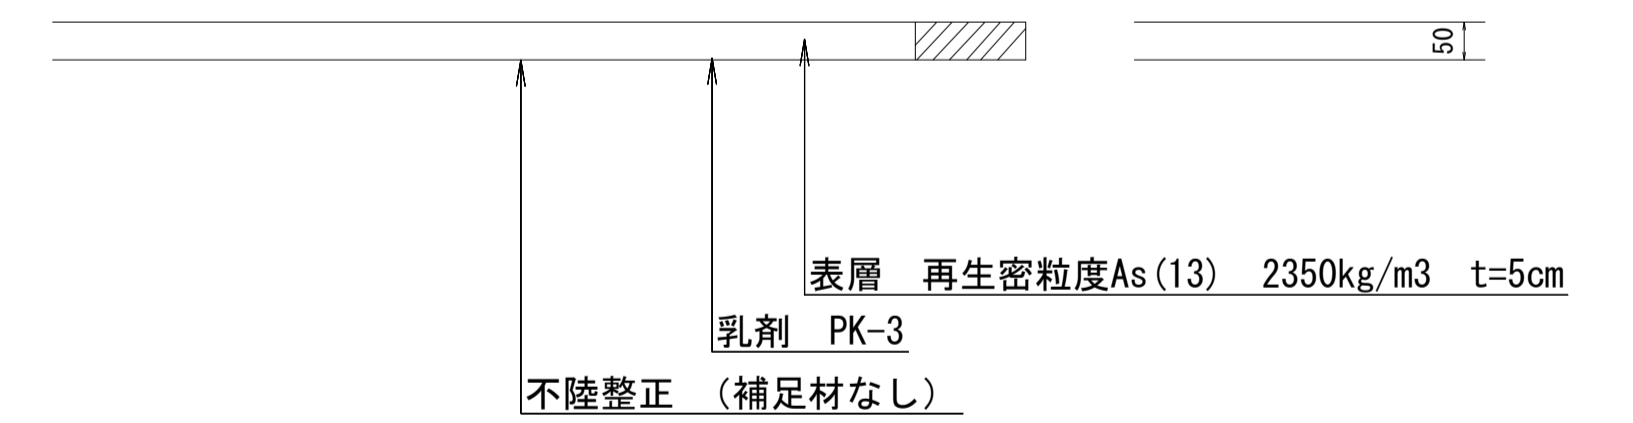 50
表層　再生密粒度As(13)　2350kg/m3　t=5cm
乳剤　PK-3
不陸整正　(補足材なし)